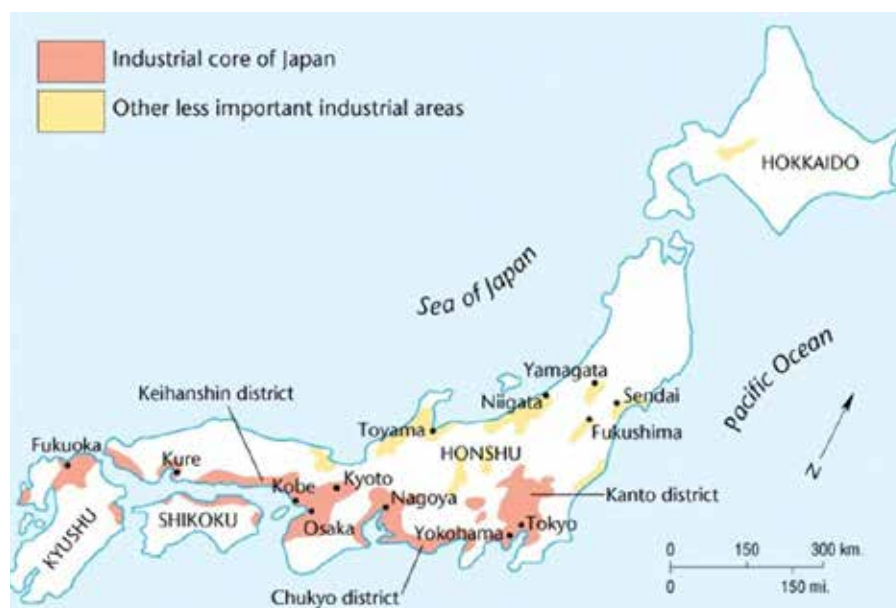 Industrial core of Japan
Other less important industrial areas
HOKKAIDO
Sea of Japan
Pacific Ocean
Yamagata
Keihanshin district
Niigata
Sendai
Toyama
Fukushima
Fukuoka
Kure
HONSHU
Kyoto
Kobe
Nagoya
Kanto district
N
SHIKOKU
Osaka
Yokohama
Tokyo
KYUSHU
0 150 300 km.
Chukyo district
0 150 mi.